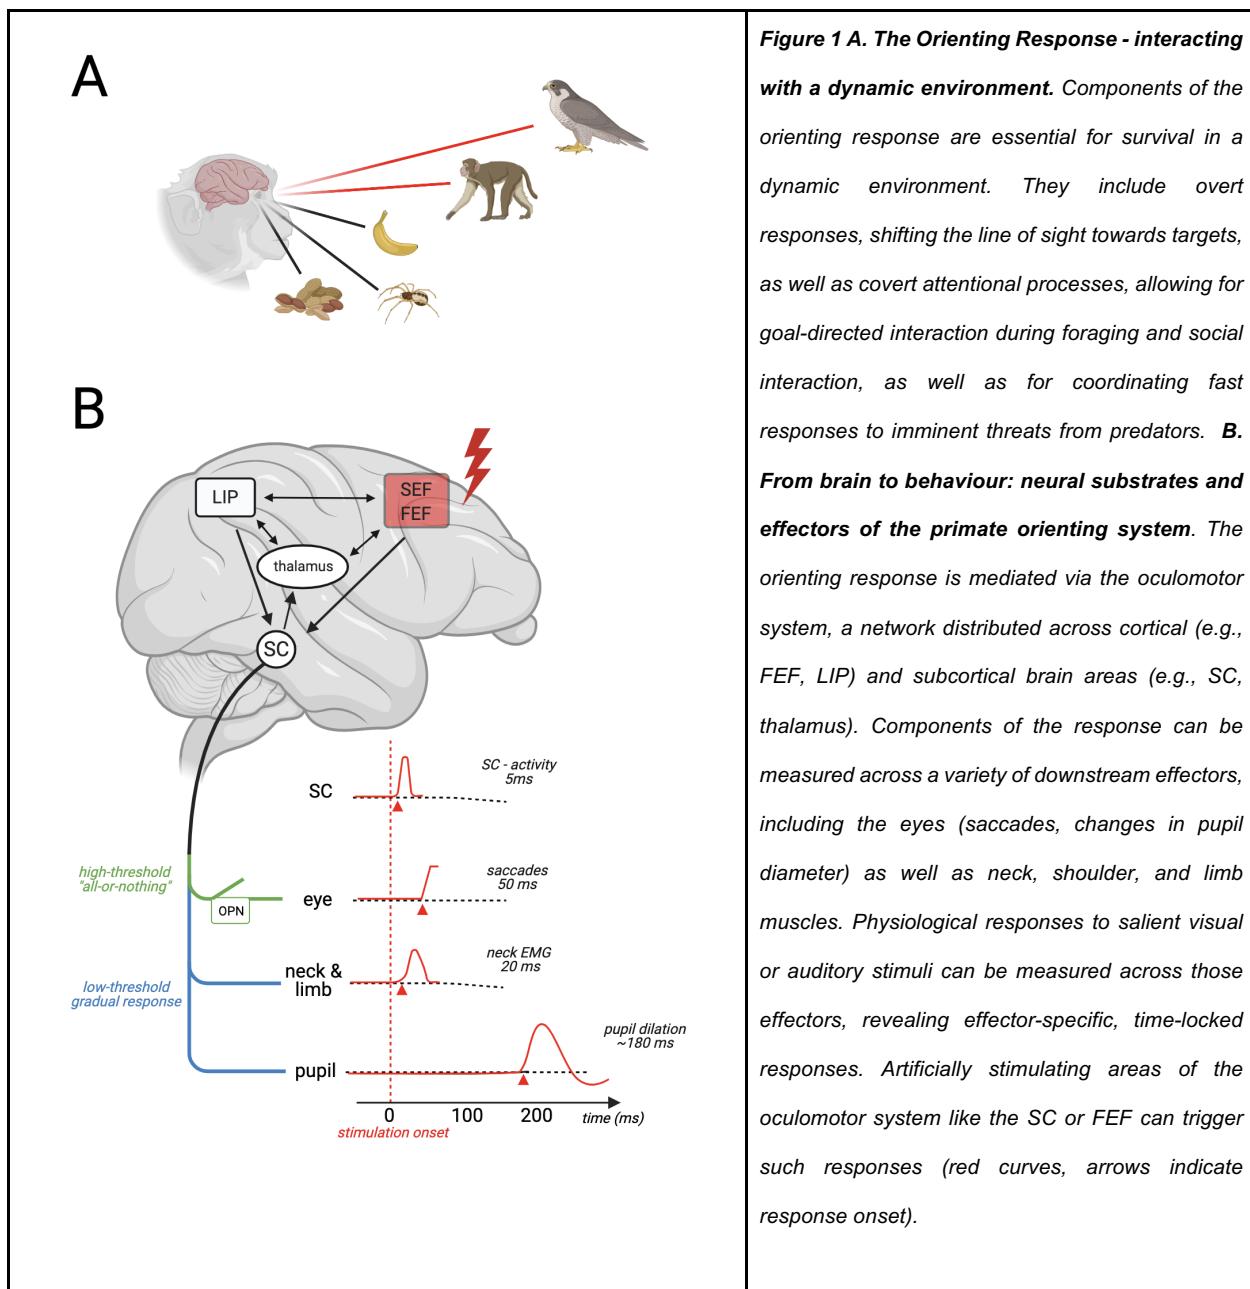 A
B
LIP
SEF
FEF
thalamus
SC
SC
SC - activity
5ms
high-threshold
"all-or-nothing"
OPN
eye
saccades
50 ms
low-threshold
gradual response
neck &
limb
neck EMG
20 ms
pupil
pupil dilation
~180 ms
0
100
200
time (ms)
stimulation onset
Figure 1 A. The Orienting Response - interacting
with a dynamic environment. Components of the
orienting response are essential for survival in a
dynamic environment. They include overt
responses, shifting the line of sight towards targets,
as well as covert attentional processes, allowing for
goal-directed interaction during foraging and social
interaction, as well as for coordinating fast
responses to imminent threats from predators. B.
From brain to behaviour: neural substrates and
effectors of the primate orienting system. The
orienting response is mediated via the oculomotor
system, a network distributed across cortical (e.g.,
FEF, LIP) and subcortical brain areas (e.g., SC,
thalamus). Components of the response can be
measured across a variety of downstream effectors,
including the eyes (saccades, changes in pupil
diameter) as well as neck, shoulder, and limb
muscles. Physiological responses to salient visual
or auditory stimuli can be measured across those
effectors, revealing effector-specific, time-locked
responses. Artificially stimulating areas of the
oculomotor system like the SC or FEF can trigger
such responses (red curves, arrows indicate
response onset).